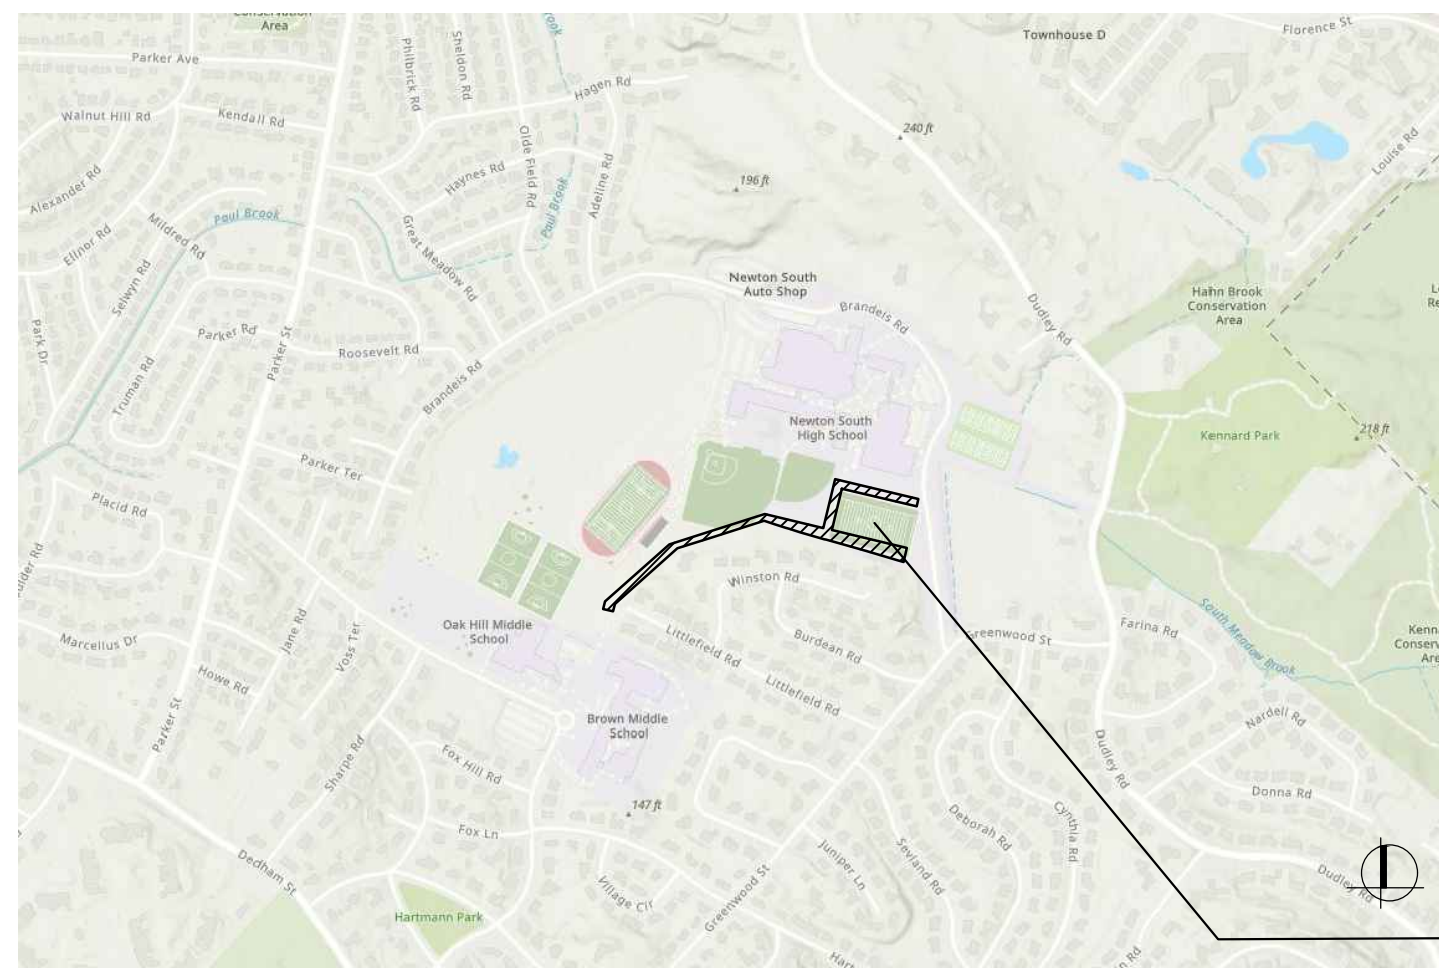 Area
Parker Ave
Philbrick Rd
Sheldon Rd
Brook
Hagen Rd
Townhouse D
Florence St
Walnut Hill Rd
Kendall Rd
240 ft
Olde Field Rd
Louise Rd
Alexander Rd
Haynes Rd
Adeline Rd
196 ft
Paul Brook
Paul Brook
Mildred Rd
Ellnor Rd
Great Meadow Rd
Selwyn Rd
Newton South
Auto Shop
Brandeis Rd
Dudley Rd
Hahn Brook
Conservation
Area
L
Re
Park Dr
Parker Rd
Parker St
Roosevelt Rd
Truman Rd
Brandeis Rd
Newton South
High School
Kennard Park
218 ft
Parker Ter
Placid Rd
Winston Rd
Oak Hill Middle
School
Littlefield Rd
Burdean Rd
Greenwood St
Farina Rd
South Meadow Brook
Kenn
Conserv
Are
Marcellus Dr
Jane Rd
Voss Ter
Howe Rd
Littlefield Rd
Parker St
Brown Middle
School
Nardell Rd
Sharpe Rd
Fox Hill Rd
Dudley Rd
Donna Rd
147 ft
Fox Ln
Deborah Rd
Cynthia Rd
Juniper Ln
Sevland Rd
Dedham St
Village Cir
Greenwood St
Dudley Rd
Hartmann Park
Hart
n Rd